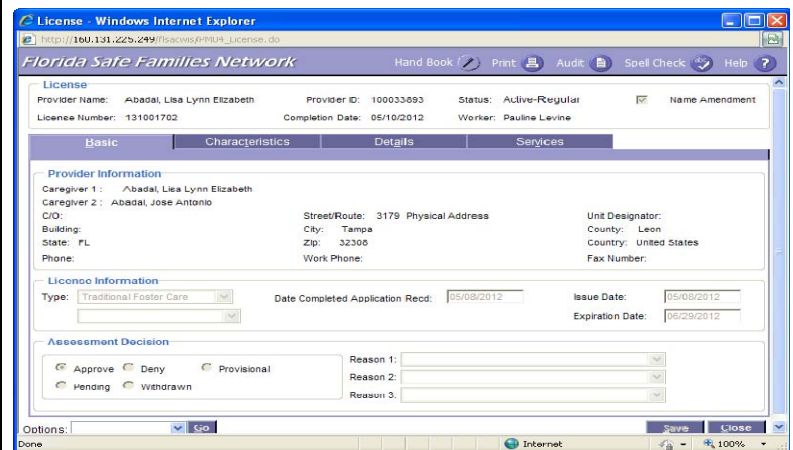 License - Windows Internet Explorer
http://160.131.225.249/flsacwis/PM04_License.do
Florida Safe Families Network Hand Book Print Audit Spell Check Help ?
License
Provider Name: Abadal, Lisa Lynn Elizabeth Provider ID: 100033893 Status: Active-Regular Name Amendment
License Number: 131001702 Completion Date: 05/10/2012 Worker: Pauline Levine
Basic Characteristics Details Services
Provider Information
Caregiver 1 : Abadal, Lisa Lynn Elizabeth
Caregiver 2 : Abadal, Jose Antonio
C/O: Street/Route: 3179 Physical Address Unit Designator:
Building: City: Tampa County: Leon
State: FL Zip: 32308 Country: United States
Phone: Work Phone: Fax Number:
License Information
Type: Traditional Foster Care Date Completed Application Recd: 05/08/2012 Issue Date: 05/08/2012
Expiration Date: 06/29/2012
Assessment Decision
Approve Deny Provisional Reason 1:
Reason 2:
Pending Withdrawn Reason 3:
Options: Go Save Close
Done Internet 100%